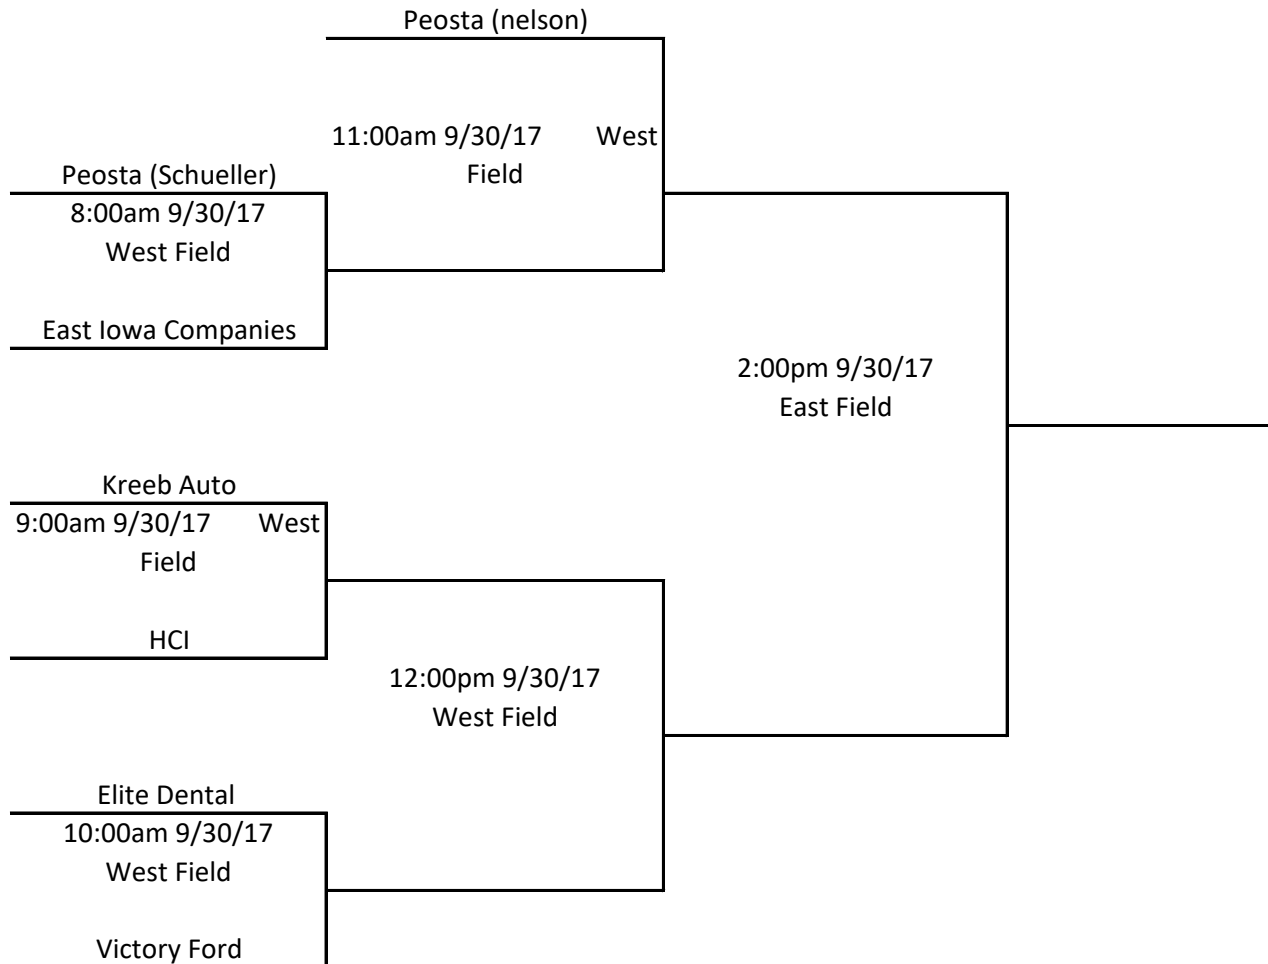 Peosta (nelson)
11:00am 9/30/17 West
Field
Peosta (Schueller)
8:00am 9/30/17
West Field
East Iowa Companies
2:00pm 9/30/17
East Field
Kreeb Auto
9:00am 9/30/17 West
Field
HCI
12:00pm 9/30/17
West Field
Elite Dental
10:00am 9/30/17
West Field
Victory Ford